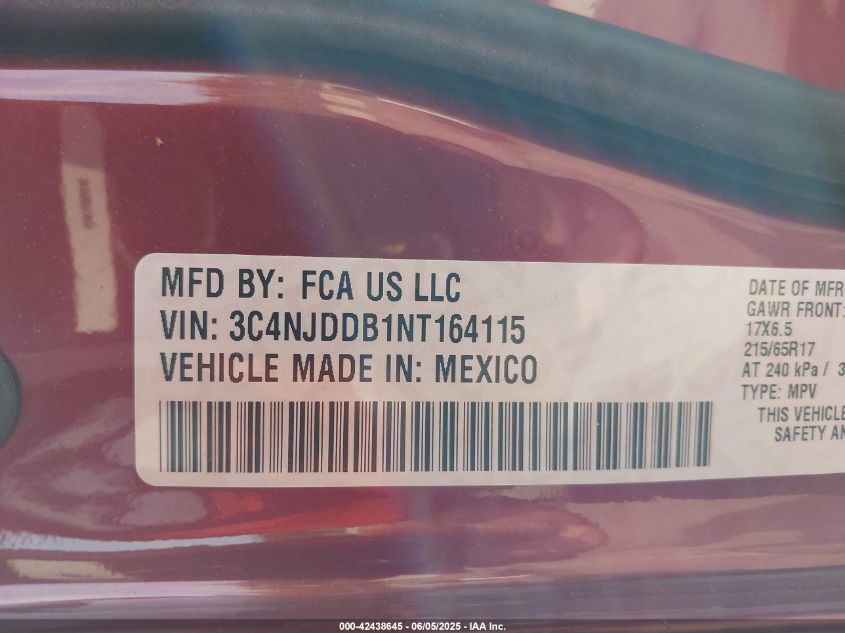 MFD BY: FCA US LLC
VIN: 3C4NJDDB1NT164115
VEHICLE MADE IN: MEXICO
DATE OF MFR
GAWR FRONT:
17X6.5
215/65R17
AT 240 kPa / 3
TYPE: MPV
THIS VEHICLE
SAFETY AN
000-42438645 - 06/05/2025 - IAA Inc.